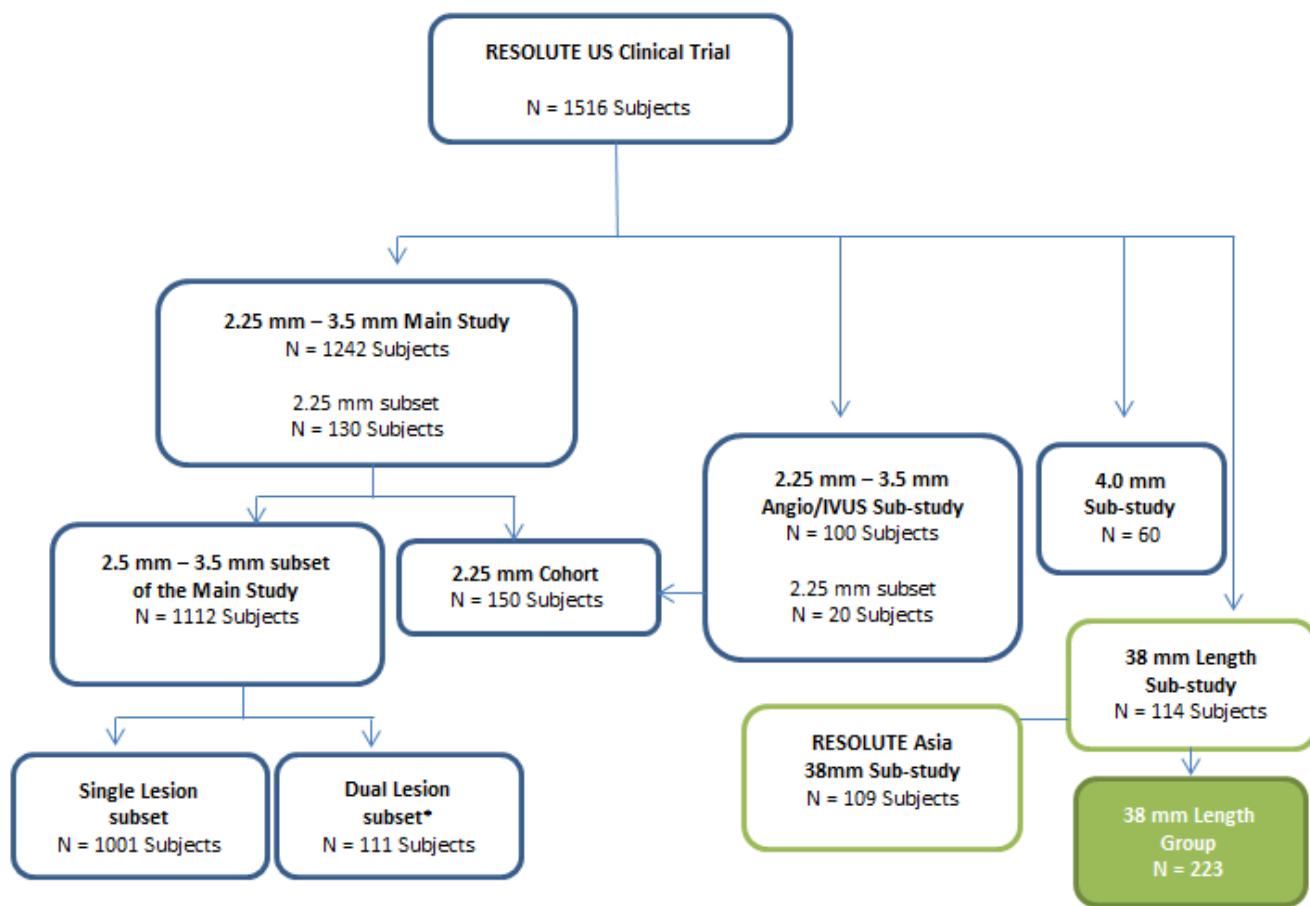 RESOLUTE US Clinical Trial
N = 1516 Subjects
2.25 mm – 3.5 mm Main Study
N = 1242 Subjects
2.25 mm subset
N = 130 Subjects
2.25 mm – 3.5 mm
Angio/IVUS Sub-study
N = 100 Subjects
2.25 mm subset
N = 20 Subjects
4.0 mm
Sub-study
N = 60
2.5 mm – 3.5 mm subset
of the Main Study
N = 1112 Subjects
2.25 mm Cohort
N = 150 Subjects
38 mm Length
Sub-study
N = 114 Subjects
RESOLUTE Asia
38mm Sub-study
N = 109 Subjects
Single Lesion
subset
N = 1001 Subjects
Dual Lesion
subset*
N = 111 Subjects
38 mm Length
Group
N = 223